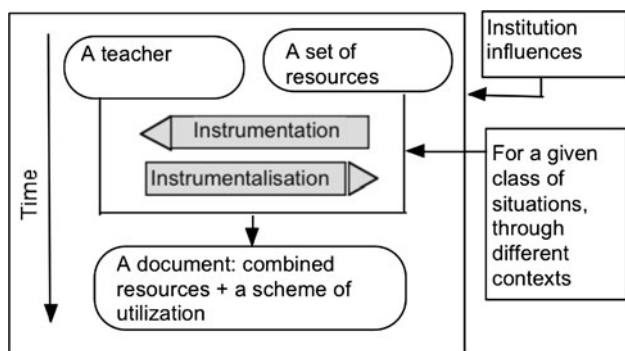 A teacher
A set of
resources
Institution
influences
Instrumentation
Instrumentalisation
For a given
class of
situations,
through
different
contexts
Time
A document: combined
resources + a scheme of
utilization